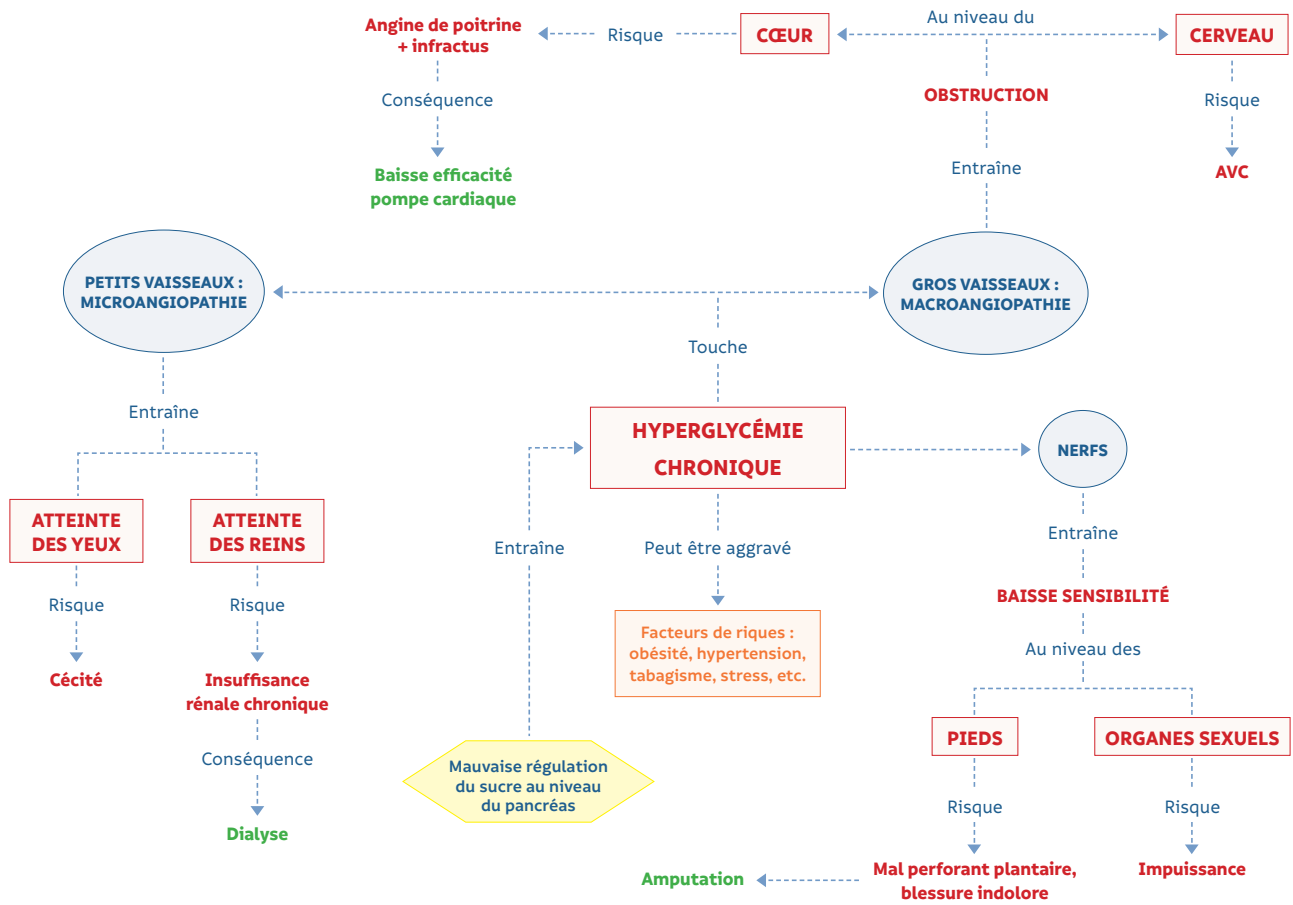 Angine de poitrine
+ infractus
Risque
CŒUR
Au niveau du
CERVEAU
Conséquence
OBSTRUCTION
Risque
Baisse efficacité
pompe cardiaque
Entraîne
AVC
PETITS VAISSEAUX :
MICROANGIOPATHIE
GROS VAISSEAUX :
MACROANGIOPATHIE
Touche
Entraîne
HYPERGLYCÉMIE
CHRONIQUE
NERFS
ATTEINTE
DES YEUX
ATTEINTE
DES REINS
Entraîne
Peut être aggravé
Entraîne
Risque
Risque
Facteurs de riques :
obésité, hypertension,
tabagisme, stress, etc.
BAISSE SENSIBILITÉ
Au niveau des
Cécité
Insuffisance
rénale chronique
Conséquence
Dialyse
Mauvaise régulation
du sucre au niveau
du pancréas
PIEDS
ORGANES SEXUELS
Risque
Risque
Amputation
Mal perforant plantaire,
blessure indolore
Impuissance